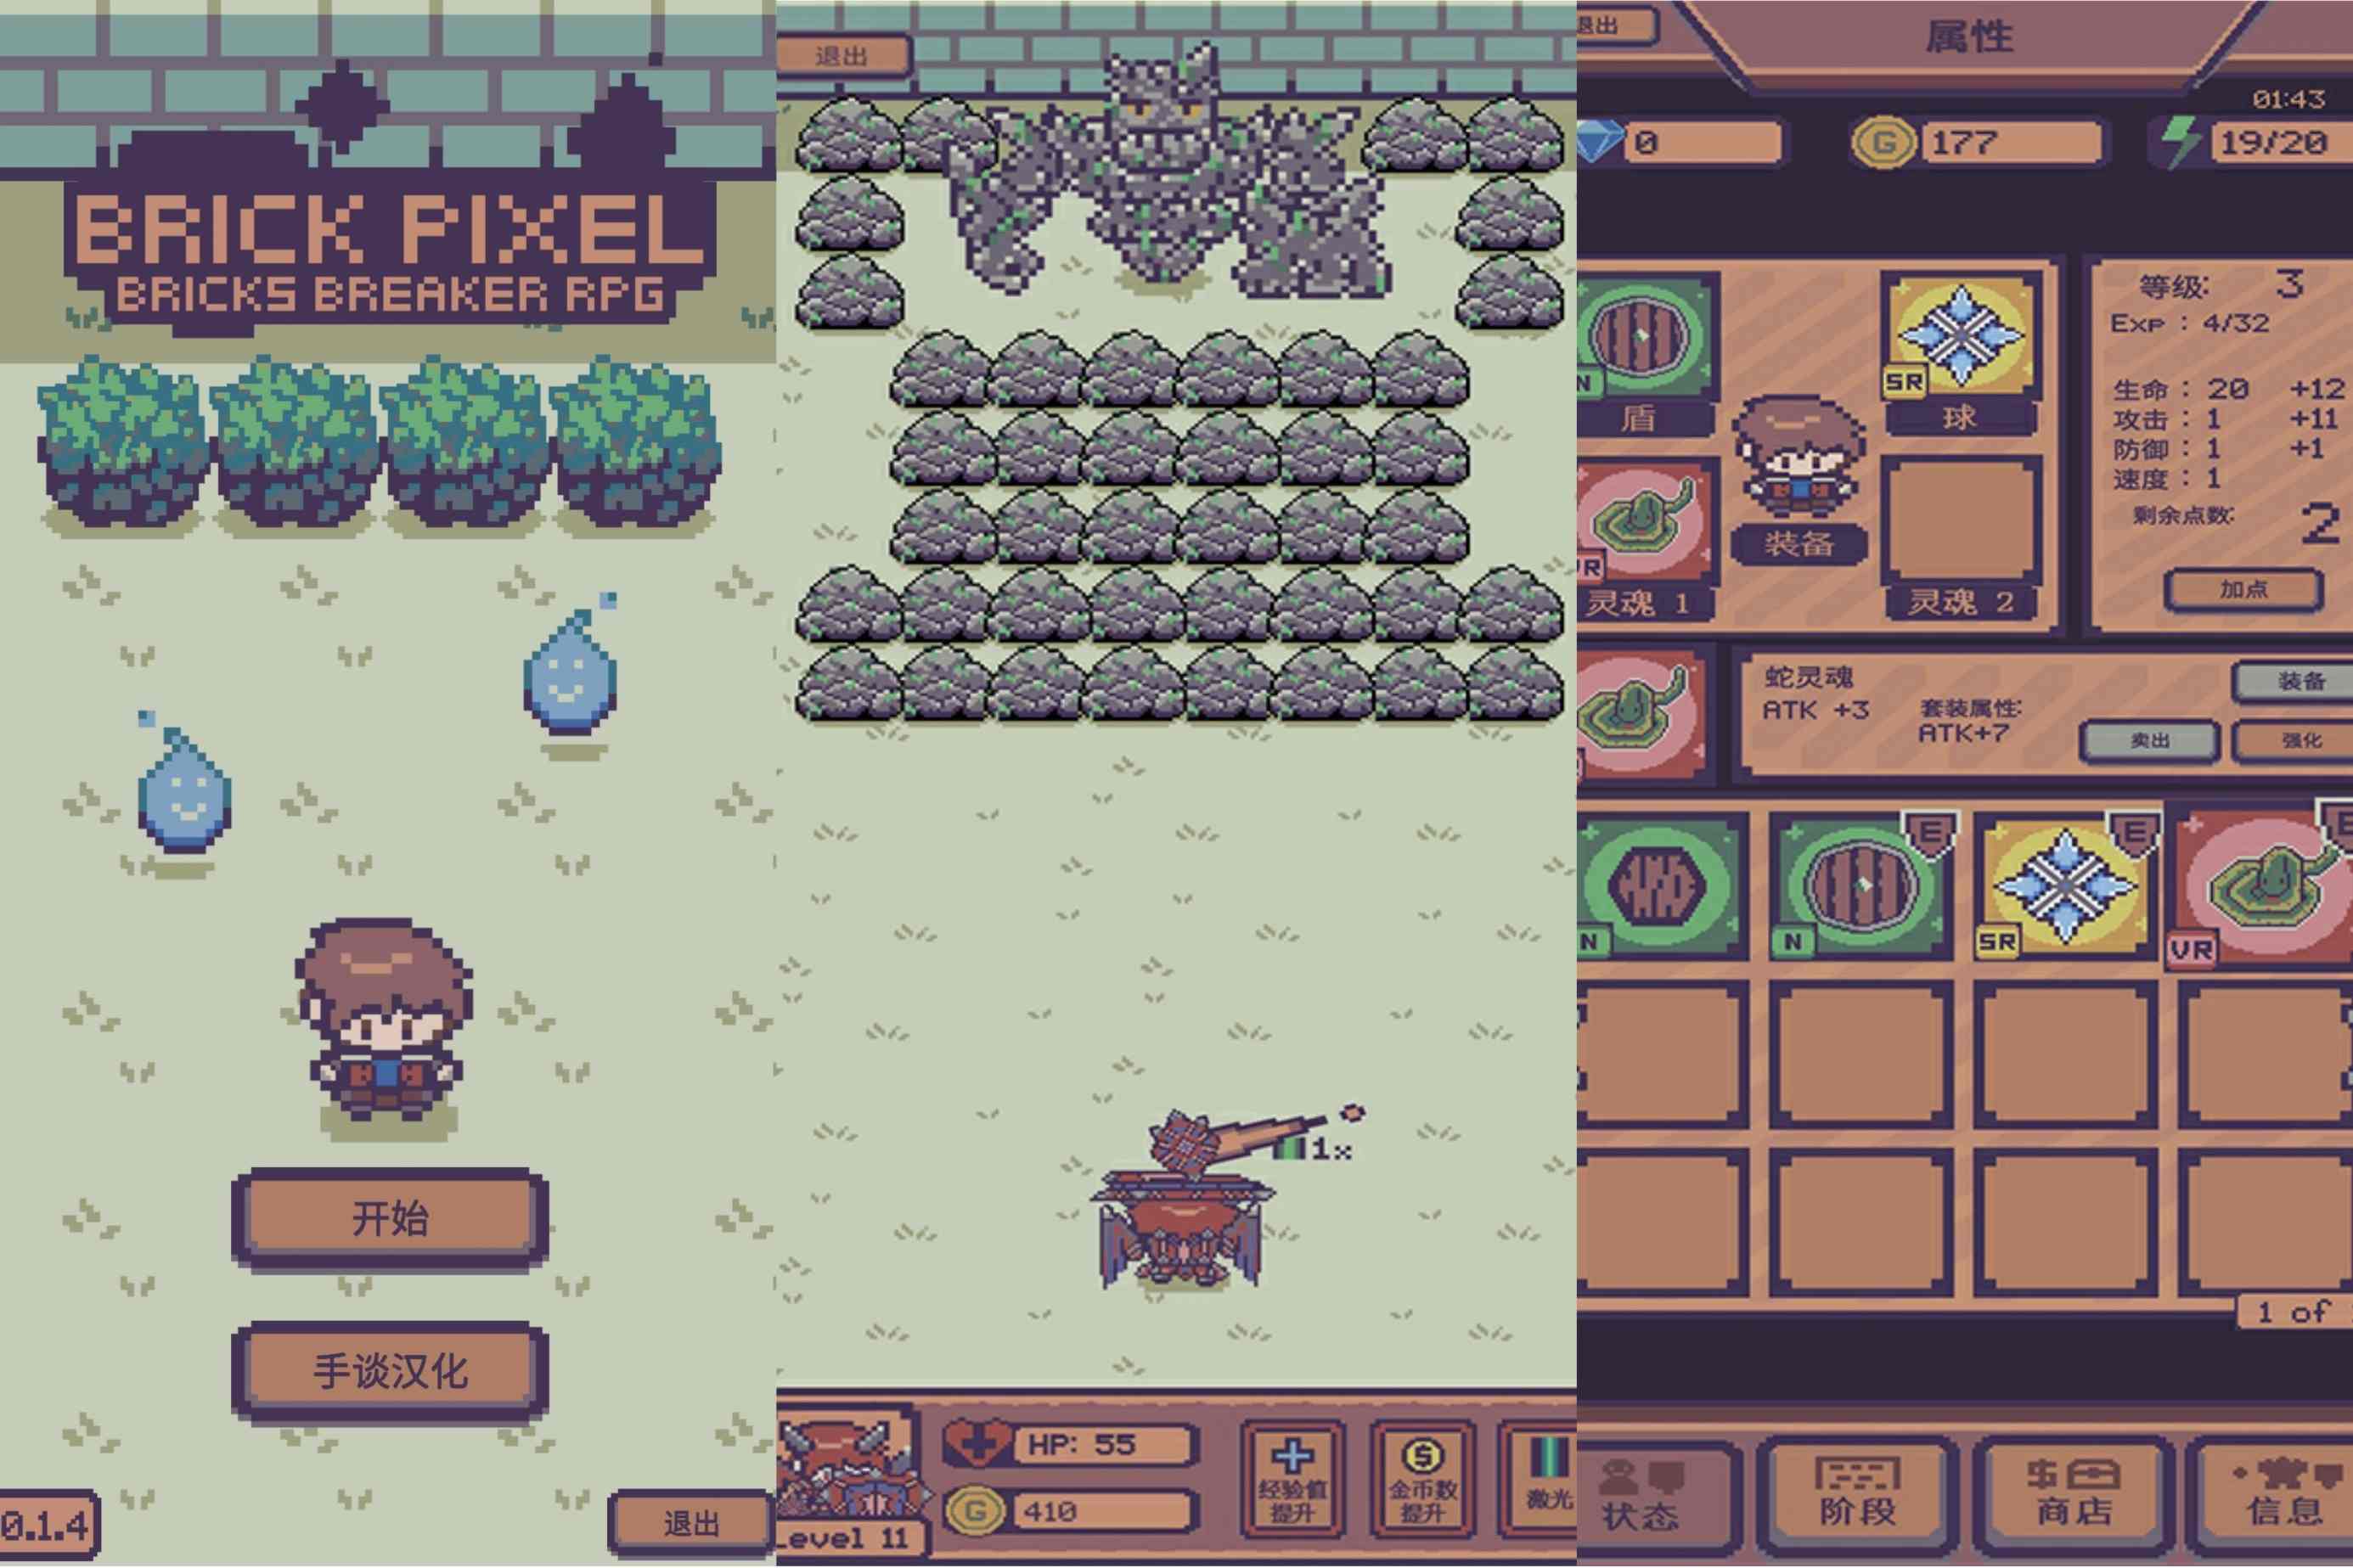 BRICK PIXEL
BRICKS BREAKER RPG
开始
手谈汉化
0.1.4
退出
退出
1x
HP: 55
G 410
Level 11
经验值
提升
$
金币数
提升
激光
退出
属性
01:43
0
G 177
19/20
N
盾
SR
球
装备
灵魂 1
灵魂 2
等级: 3
Exp : 4/32
生命 : 20 +12
攻击 : 1 +11
防御 : 1 +1
速度 : 1
剩余点数: 2
加点
蛇灵魂
ATK +3
套装属性:
ATK+7
装备
卖出
强化
N
N
E
SR
E
VR
E
1 of
状态
阶段
$
商店
信息